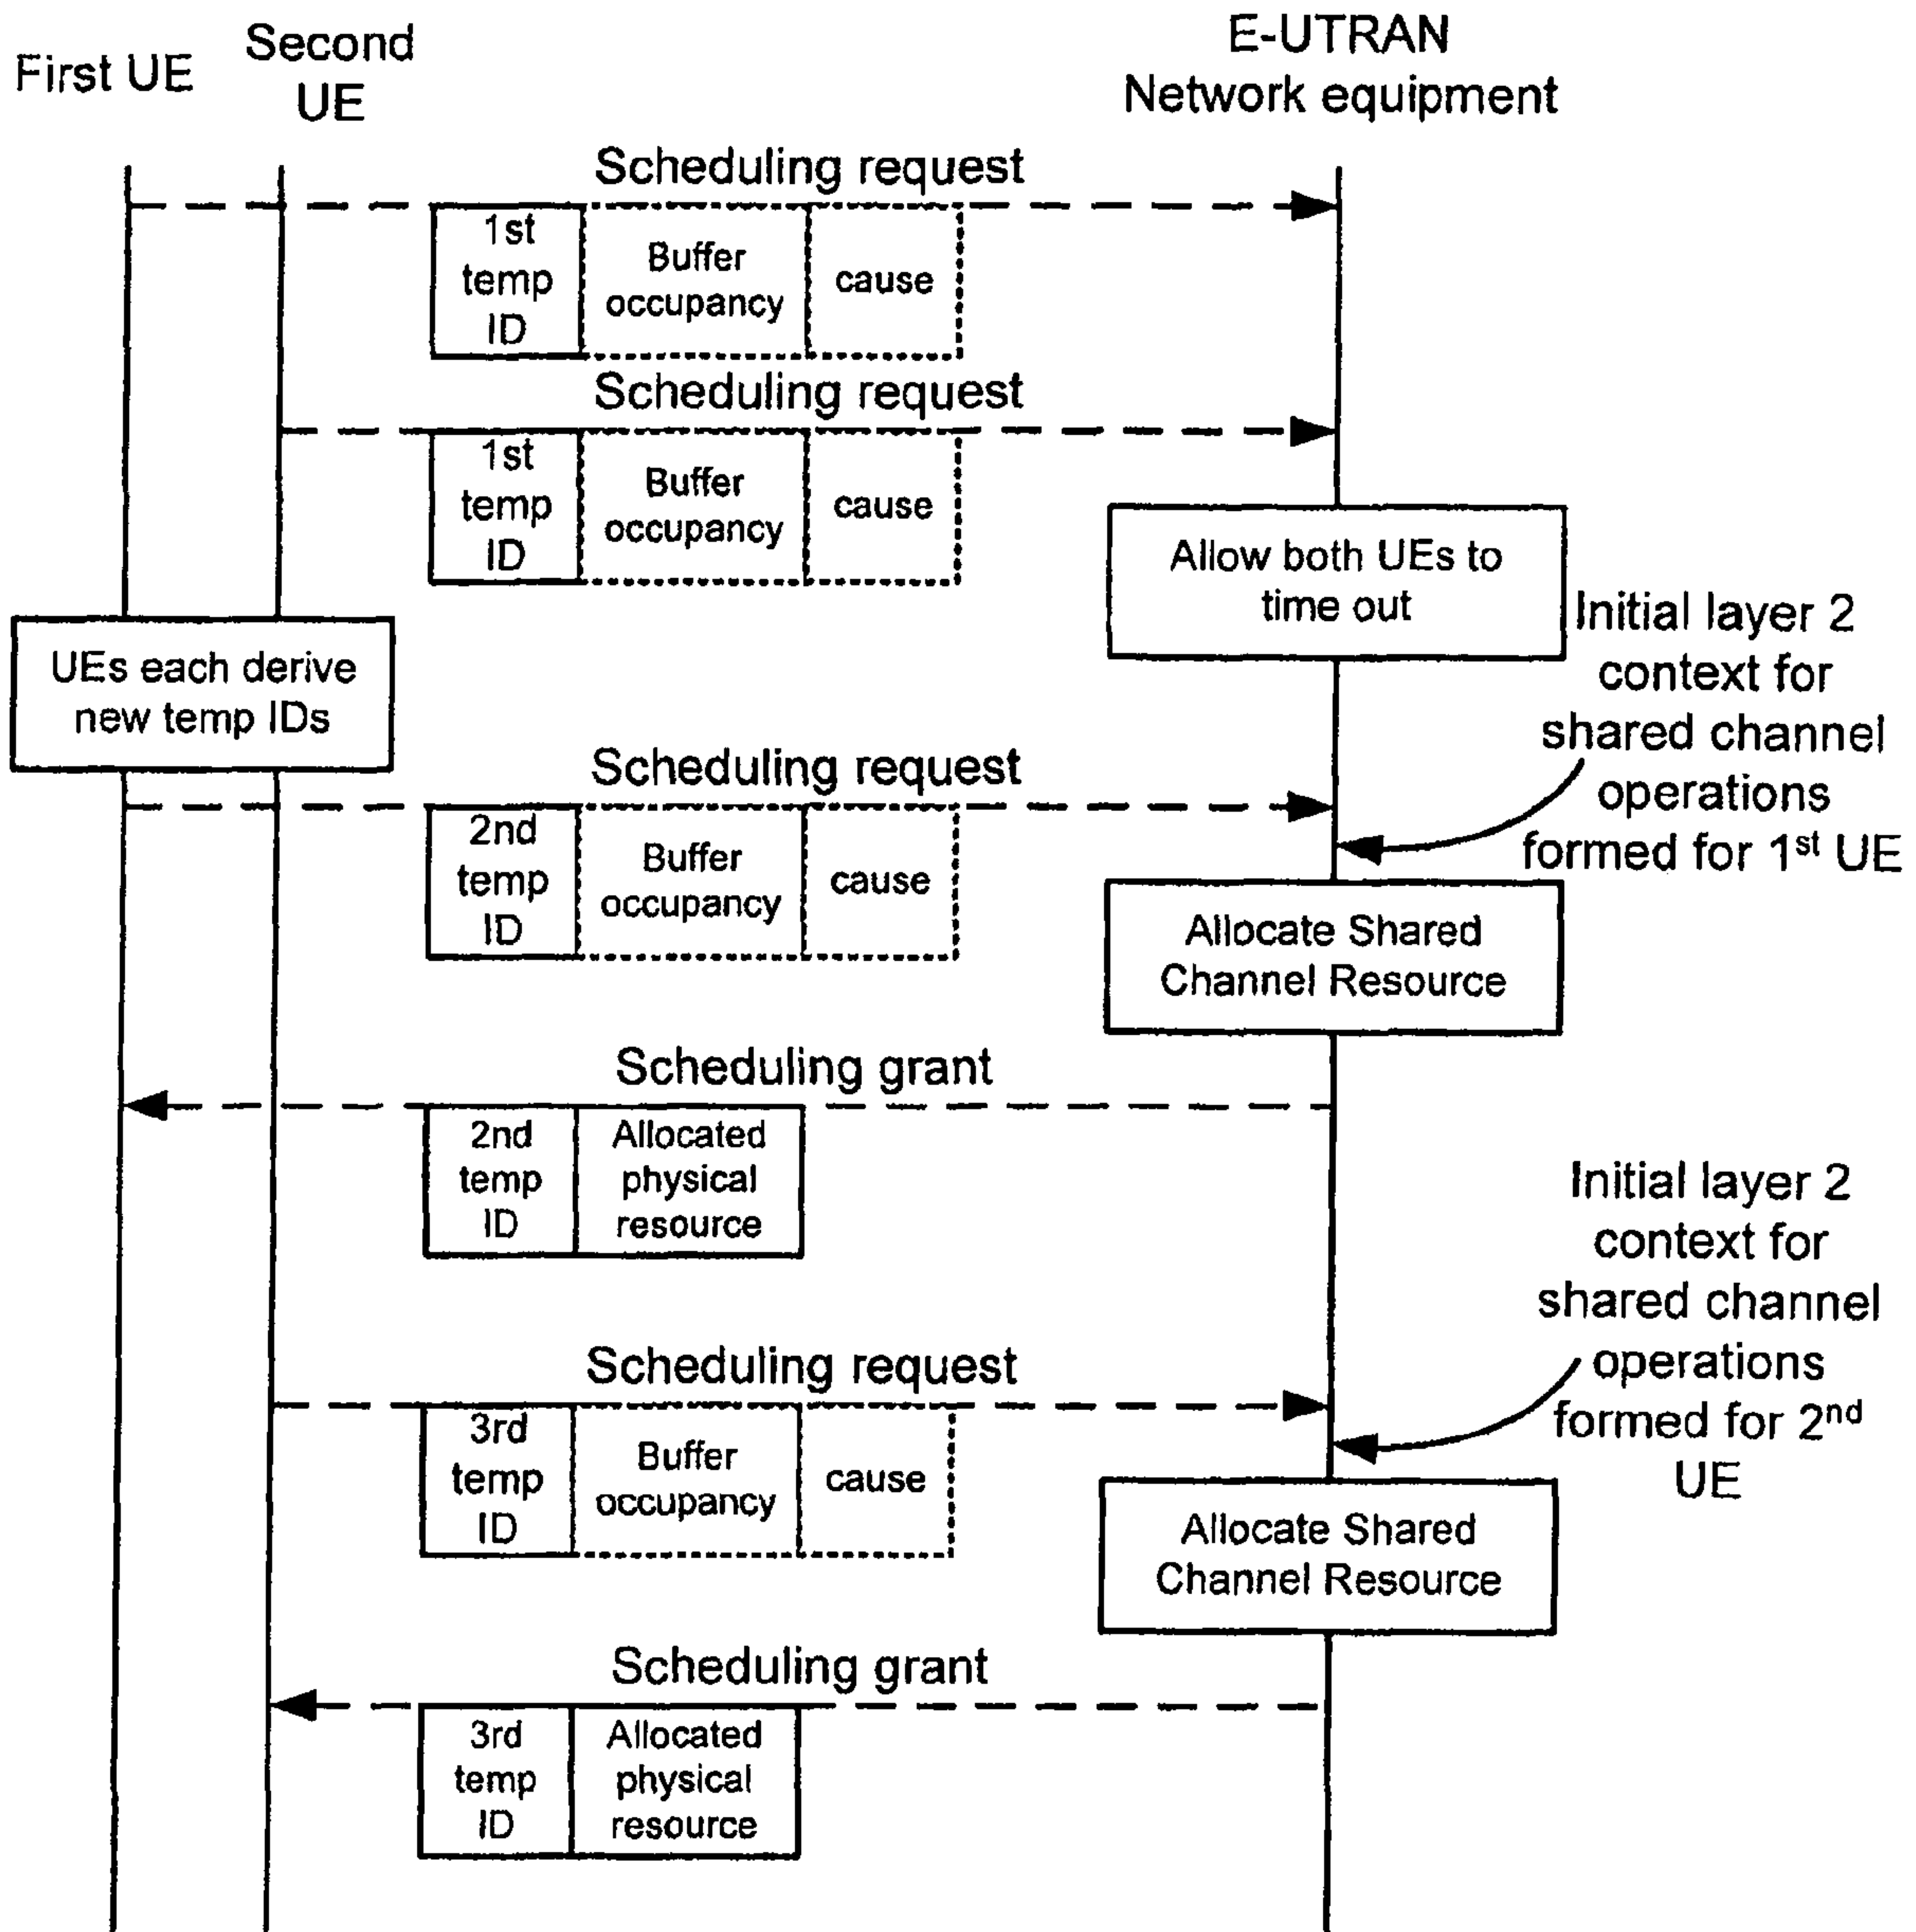 First UE
Second
UE
E-UTRAN
Network equipment
Scheduling request
1st
temp
ID
Buffer
occupancy
cause
Scheduling request
1st
temp
ID
Buffer
occupancy
cause
Allow both UEs to
time out
UEs each derive
new temp IDs
Initial layer 2
context for
shared channel
operations
formed for 1st UE
Scheduling request
2nd
temp
ID
Buffer
occupancy
cause
Allocate Shared
Channel Resource
Scheduling grant
2nd
temp
ID
Allocated
physical
resource
Initial layer 2
context for
shared channel
operations
formed for 2nd
UE
Scheduling request
3rd
temp
ID
Buffer
occupancy
cause
Allocate Shared
Channel Resource
Scheduling grant
3rd
temp
ID
Allocated
physical
resource